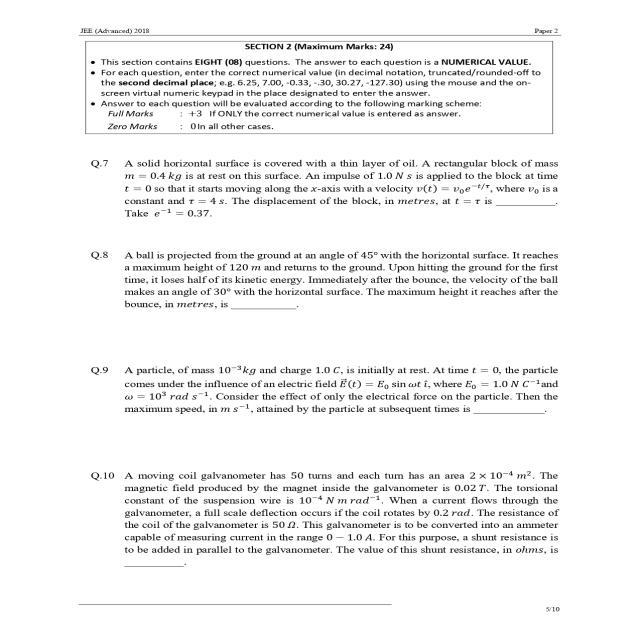 JEE (Advanced) 2018 Paper 2
SECTION 2 (Maximum Marks: 24)
• This section contains EIGHT (08) questions. The answer to each question is a NUMERICAL VALUE.
• For each question, enter the correct numerical value (in decimal notation, truncated/rounded-off to
the second decimal place; e.g. 6.25, 7.00, -0.33, -.30, 30.27, -127.30) using the mouse and the on-
screen virtual numeric keypad in the place designated to enter the answer.
• Answer to each question will be evaluated according to the following marking scheme:
Full Marks : +3 If ONLY the correct numerical value is entered as answer.
Zero Marks : 0 In all other cases.
Q.7 A solid horizontal surface is covered with a thin layer of oil. A rectangular block of mass
m = 0.4 kg is at rest on this surface. An impulse of 1.0 N s is applied to the block at time
t = 0 so that it starts moving along the x-axis with a velocity v(t) = v₀e^{−t/τ}, where v₀ is a
constant and τ = 4 s. The displacement of the block, in metres, at t = τ is __________.
Take e⁻¹ = 0.37.
Q.8 A ball is projected from the ground at an angle of 45° with the horizontal surface. It reaches
a maximum height of 120 m and returns to the ground. Upon hitting the ground for the first
time, it loses half of its kinetic energy. Immediately after the bounce, the velocity of the ball
makes an angle of 30° with the horizontal surface. The maximum height it reaches after the
bounce, in metres, is ___________.
Q.9 A particle, of mass 10⁻³ kg and charge 1.0 C, is initially at rest. At time t = 0, the particle
comes under the influence of an electric field E⃗(t) = E₀ sin ωt î, where E₀ = 1.0 N C⁻¹ and
ω = 10³ rad s⁻¹. Consider the effect of only the electrical force on the particle. Then the
maximum speed, in m s⁻¹, attained by the particle at subsequent times is ____________.
Q.10 A moving coil galvanometer has 50 turns and each turn has an area 2 × 10⁻⁴ m². The
magnetic field produced by the magnet inside the galvanometer is 0.02 T. The torsional
constant of the suspension wire is 10⁻⁴ N m rad⁻¹. When a current flows through the
galvanometer, a full scale deflection occurs if the coil rotates by 0.2 rad. The resistance of
the coil of the galvanometer is 50 Ω. This galvanometer is to be converted into an ammeter
capable of measuring current in the range 0 − 1.0 A. For this purpose, a shunt resistance is
to be added in parallel to the galvanometer. The value of this shunt resistance, in ohms, is
__________.
5/10